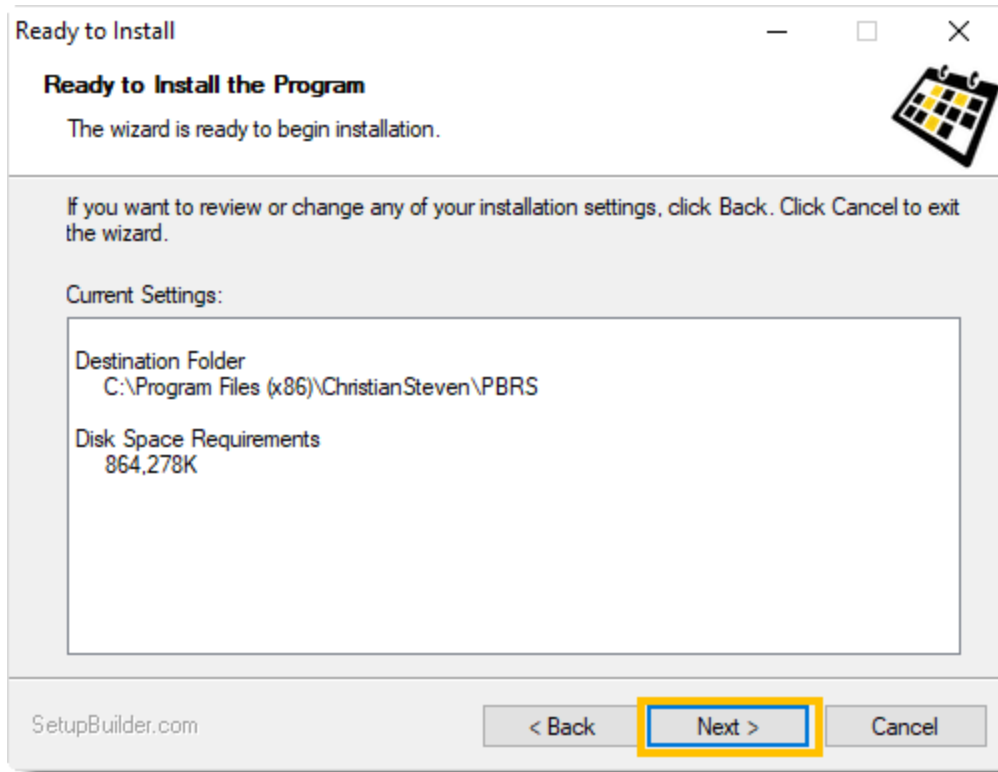 Ready to Install
Ready to Install the Program
The wizard is ready to begin installation.
If you want to review or change any of your installation settings, click Back. Click Cancel to exit
the wizard.
Current Settings:
Destination Folder
C:\Program Files (x86)\ChristianSteven\PBRS
Disk Space Requirements
864,278K
SetupBuilder.com
< Back
Next >
Cancel